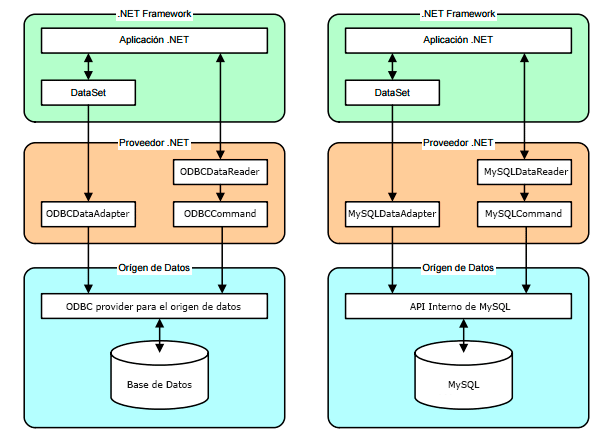 .NET Framework
Aplicación .NET
DataSet
Proveedor .NET
ODBCDataReader
ODBCDataAdapter
ODBCCommand
Orígen de Datos
ODBC provider para el origen de datos
Base de Datos
.NET Framework
Aplicación .NET
DataSet
Proveedor .NET
MySQLDataReader
MySQLDataAdapter
MySQLCommand
Orígen de Datos
API Interno de MySQL
MySQL